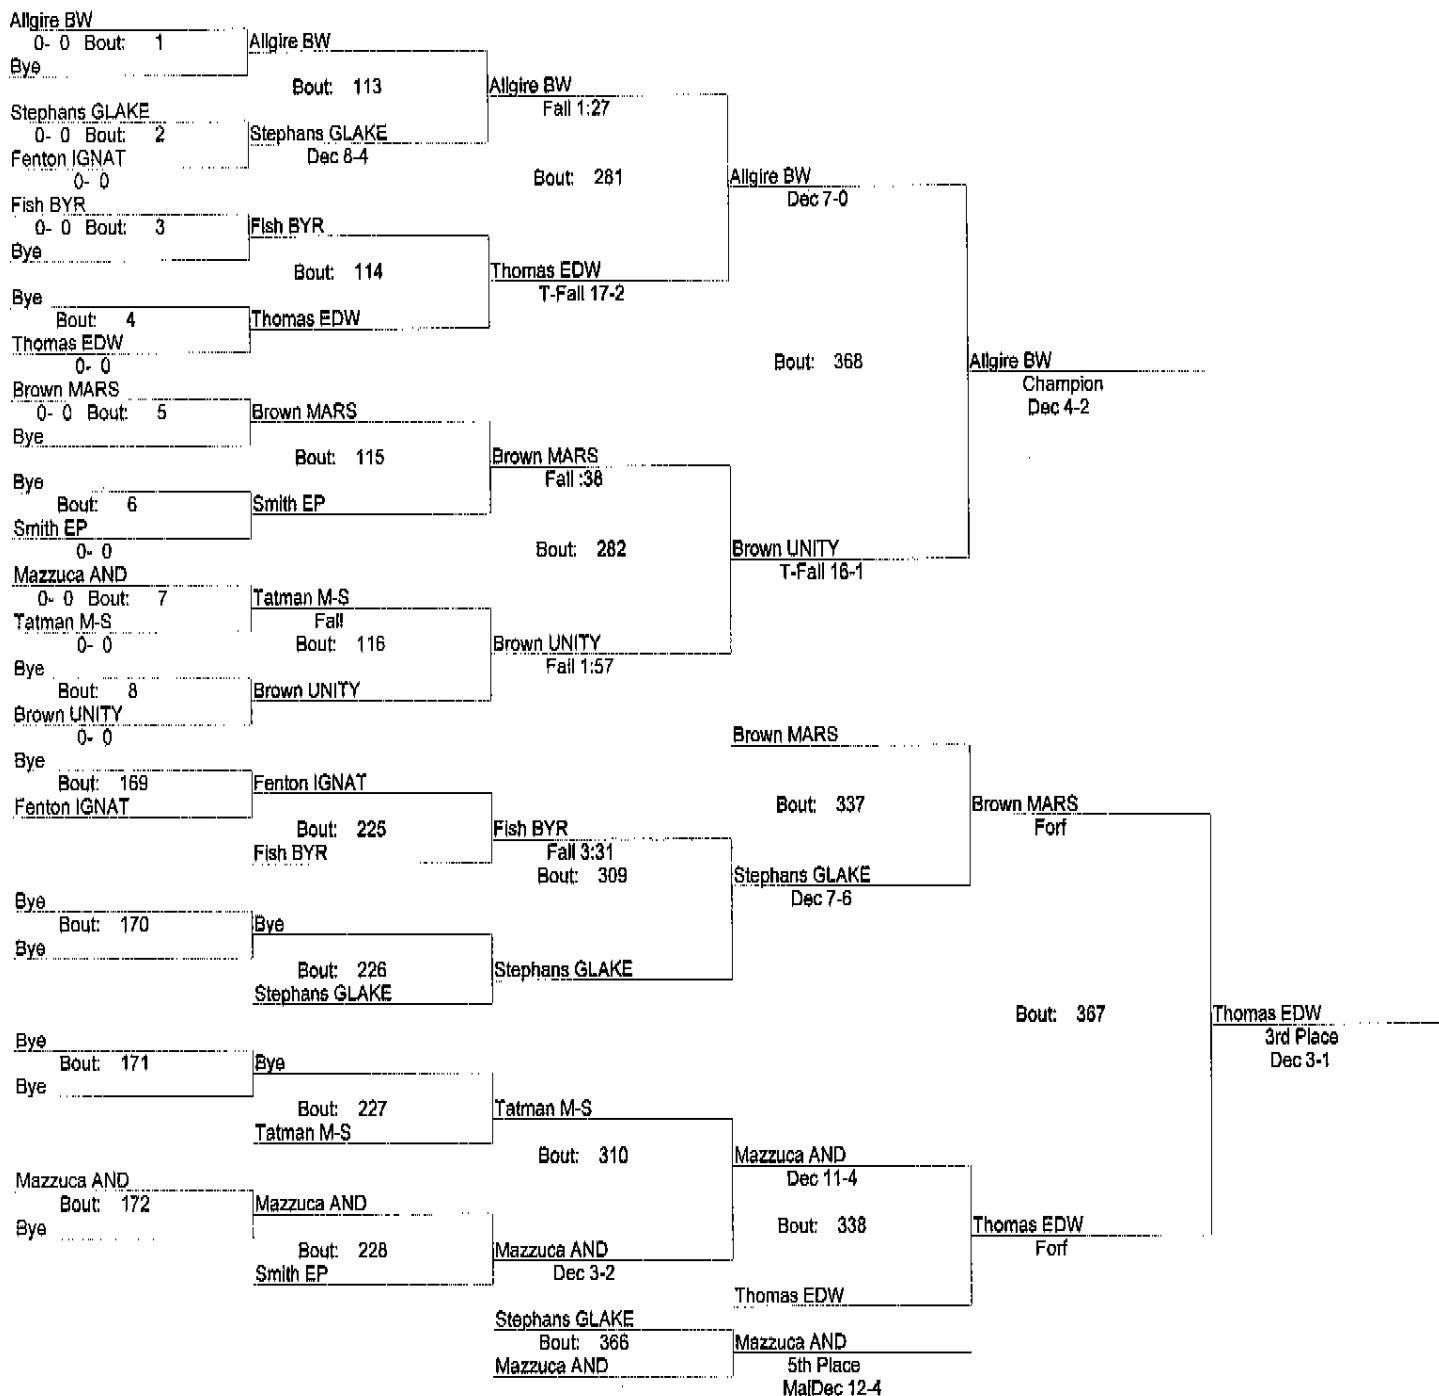 Allgire BW
0- 0 Bout: 1
Bye
Allgire BW
Bout: 113
Allgire BW
Fall 1:27
Stephans GLAKE
0- 0 Bout: 2
Fenton IGNAT
0- 0
Stephans GLAKE
Dec 8-4
Bout: 281
Allgire BW
Dec 7-0
Fish BYR
0- 0 Bout: 3
Bye
Fish BYR
Bout: 114
Thomas EDW
T-Fall 17-2
Bye
Bout: 4
Thomas EDW
0- 0
Thomas EDW
Bout: 368
Allgire BW
Champion
Dec 4-2
Brown MARS
0- 0 Bout: 5
Bye
Brown MARS
Bout: 115
Brown MARS
Fall :38
Bye
Bout: 6
Smith EP
0- 0
Smith EP
Bout: 282
Brown UNITY
T-Fall 16-1
Mazzuca AND
0- 0 Bout: 7
Tatman M-S
0- 0
Tatman M-S
Fall
Bout: 116
Brown UNITY
Fall 1:57
Bye
Bout: 8
Brown UNITY
0- 0
Brown UNITY
Bye
Bout: 169
Fenton IGNAT
Fenton IGNAT
Bout: 225
Fish BYR
Fish BYR
Fall 3:31
Bout: 309
Brown MARS
Bout: 337
Stephans GLAKE
Dec 7-6
Brown MARS
Forf
Bye
Bout: 170
Bye
Bye
Bout: 226
Stephans GLAKE
Stephans GLAKE
Bout: 367
Thomas EDW
3rd Place
Dec 3-1
Bye
Bout: 171
Bye
Bye
Bout: 227
Tatman M-S
Tatman M-S
Bout: 310
Mazzuca AND
Dec 11-4
Mazzuca AND
Bout: 172
Bye
Mazzuca AND
Bout: 228
Smith EP
Mazzuca AND
Dec 3-2
Bout: 338
Thomas EDW
Thomas EDW
Forf
Stephans GLAKE
Bout: 366
Mazzuca AND
Mazzuca AND
5th Place
MajDec 12-4